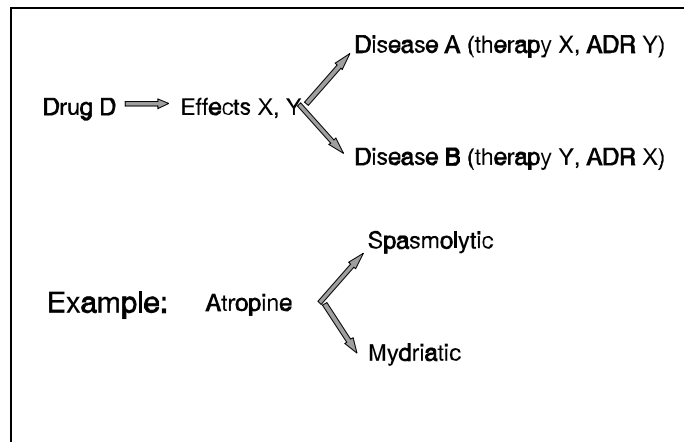 Disease A (therapy X, ADR Y)
Drug D
Effects X, Y
Disease B (therapy Y, ADR X)
Spasmolytic
Example:
Atropine
Mydriatic